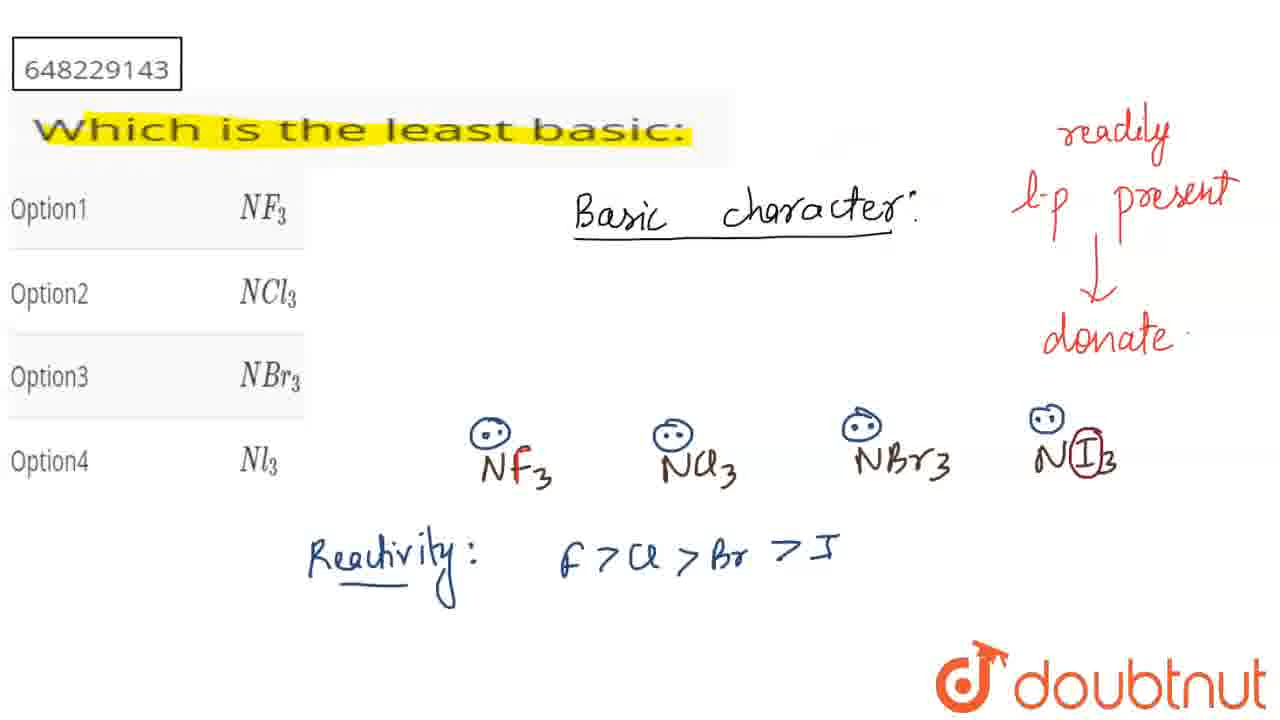 648229143
Which is the least basic:
Option1 NF₃
Option2 NCl₃
Option3 NBr₃
Option4 Nl₃
Basic character:
readily
l-p present
donate
NF₃ NCl₃ NBr₃ NI₃
Reactivity: F > Cl > Br > I
doubtnut